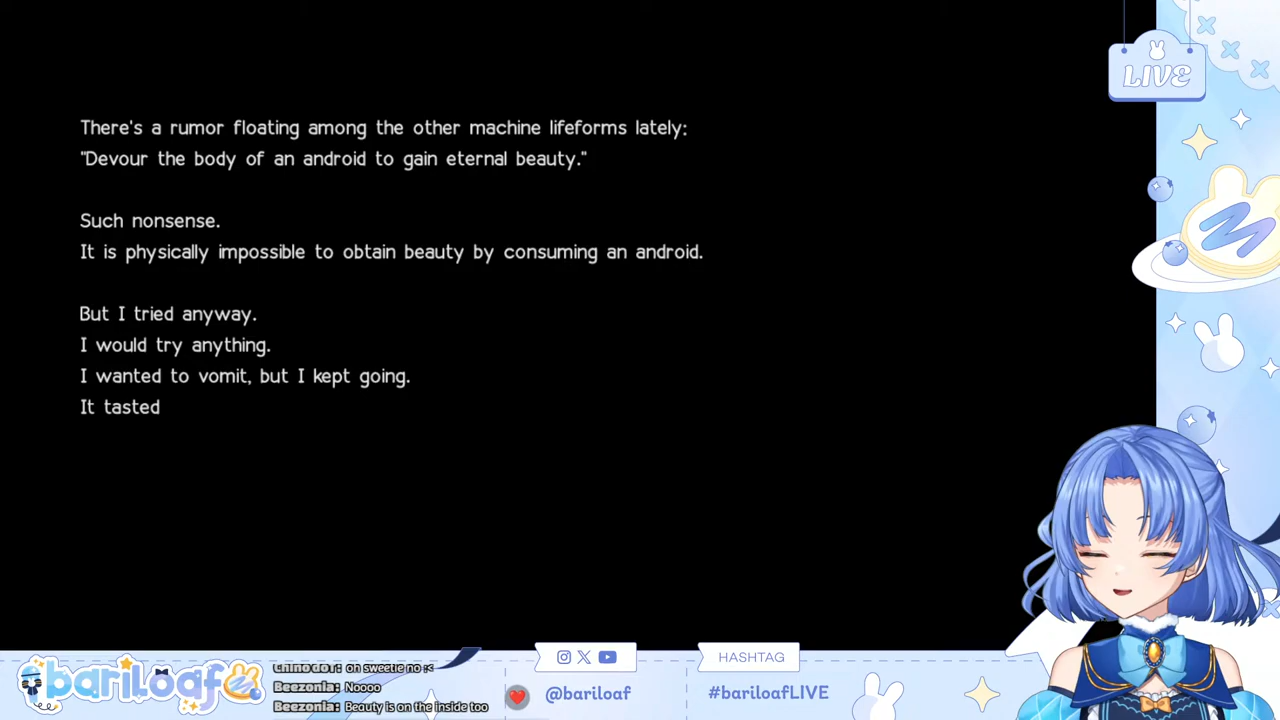 LIVE
There's a rumor floating among the other machine lifeforms lately:
"Devour the body of an android to gain eternal beauty."
Such nonsense.
It is physically impossible to obtain beauty by consuming an android.
But I tried anyway.
I would try anything.
I wanted to vomit, but I kept going.
It tasted
bariloaf
Chinodor: oh sweetie no :<
Beezonia: Noooo
Beezonia: Beauty is on the inside too
@bariloaf
HASHTAG
#bariloafLIVE